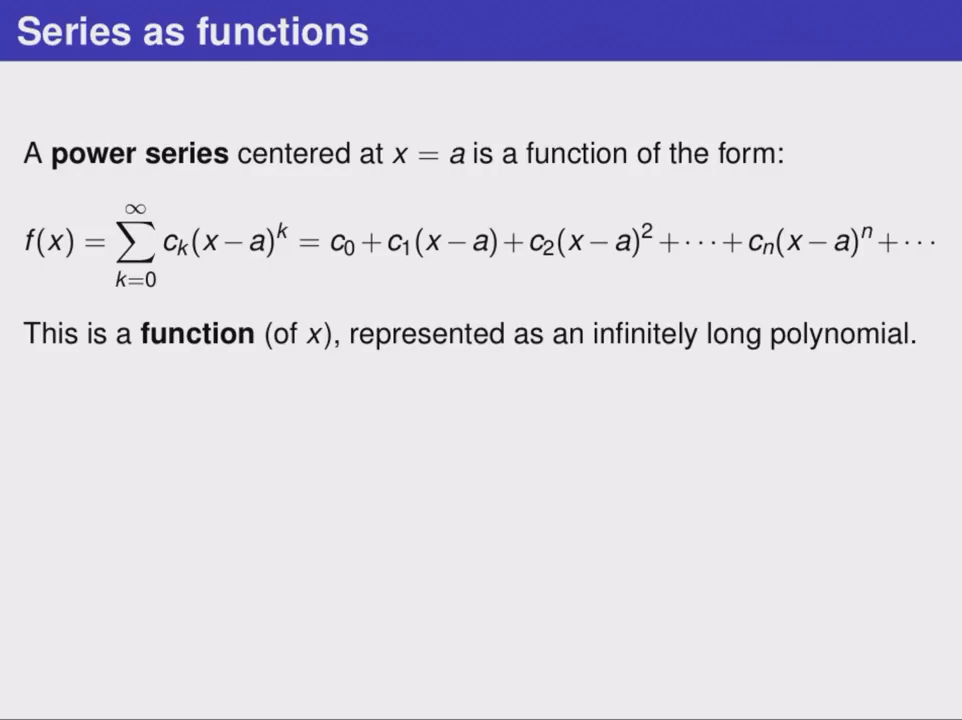 Series as functions
A power series centered at x = a is a function of the form:
f(x) = ∑_{k=0}^{∞} c_k(x − a)^k = c_0 + c_1(x − a) + c_2(x − a)^2 + ··· + c_n(x − a)^n + ···
This is a function (of x), represented as an infinitely long polynomial.